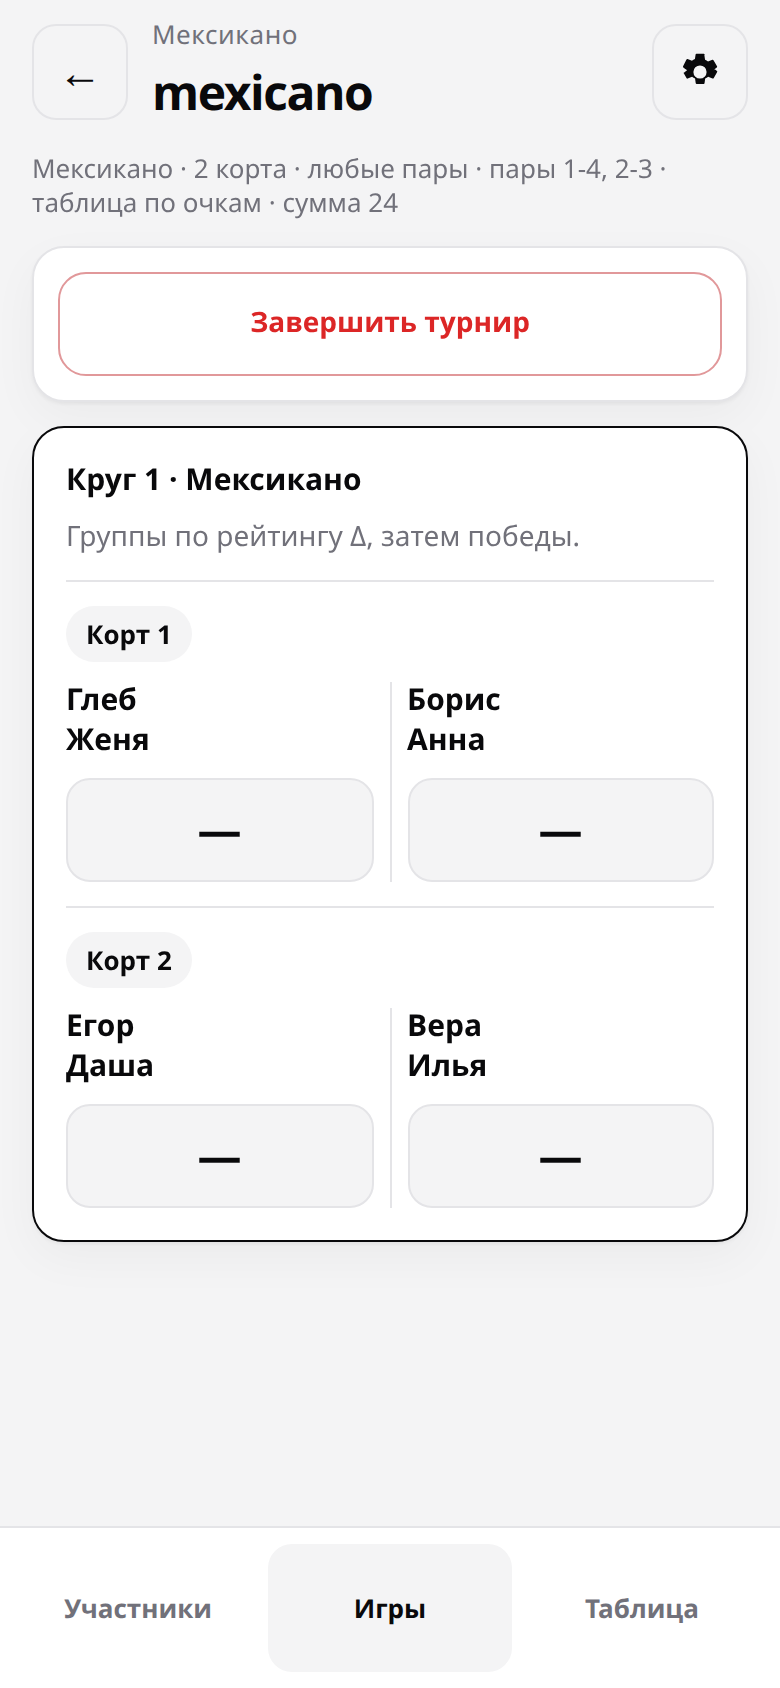 ←
Мексикано
mexicano
Мексикано · 2 корта · любые пары · пары 1-4, 2-3 ·
таблица по очкам · сумма 24
Завершить турнир
Круг 1 · Мексикано
Группы по рейтингу Δ, затем победы.
Корт 1
Глеб
Женя
Борис
Анна
—
—
Корт 2
Егор
Даша
Вера
Илья
—
—
Участники
Игры
Таблица